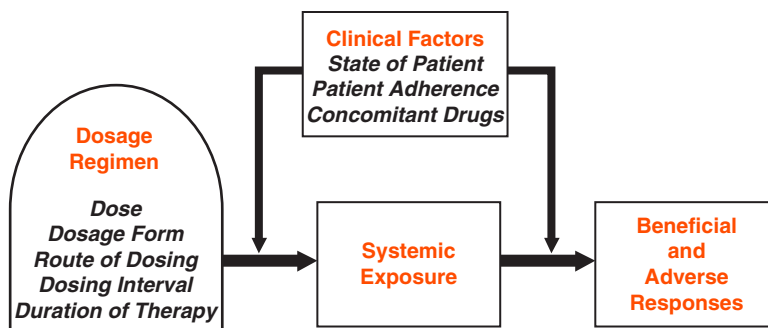 Clinical Factors
State of Patient
Patient Adherence
Concomitant Drugs
Dosage
Regimen
Dose
Dosage Form
Route of Dosing
Dosing Interval
Duration of Therapy
Systemic
Exposure
Beneficial
and
Adverse
Responses